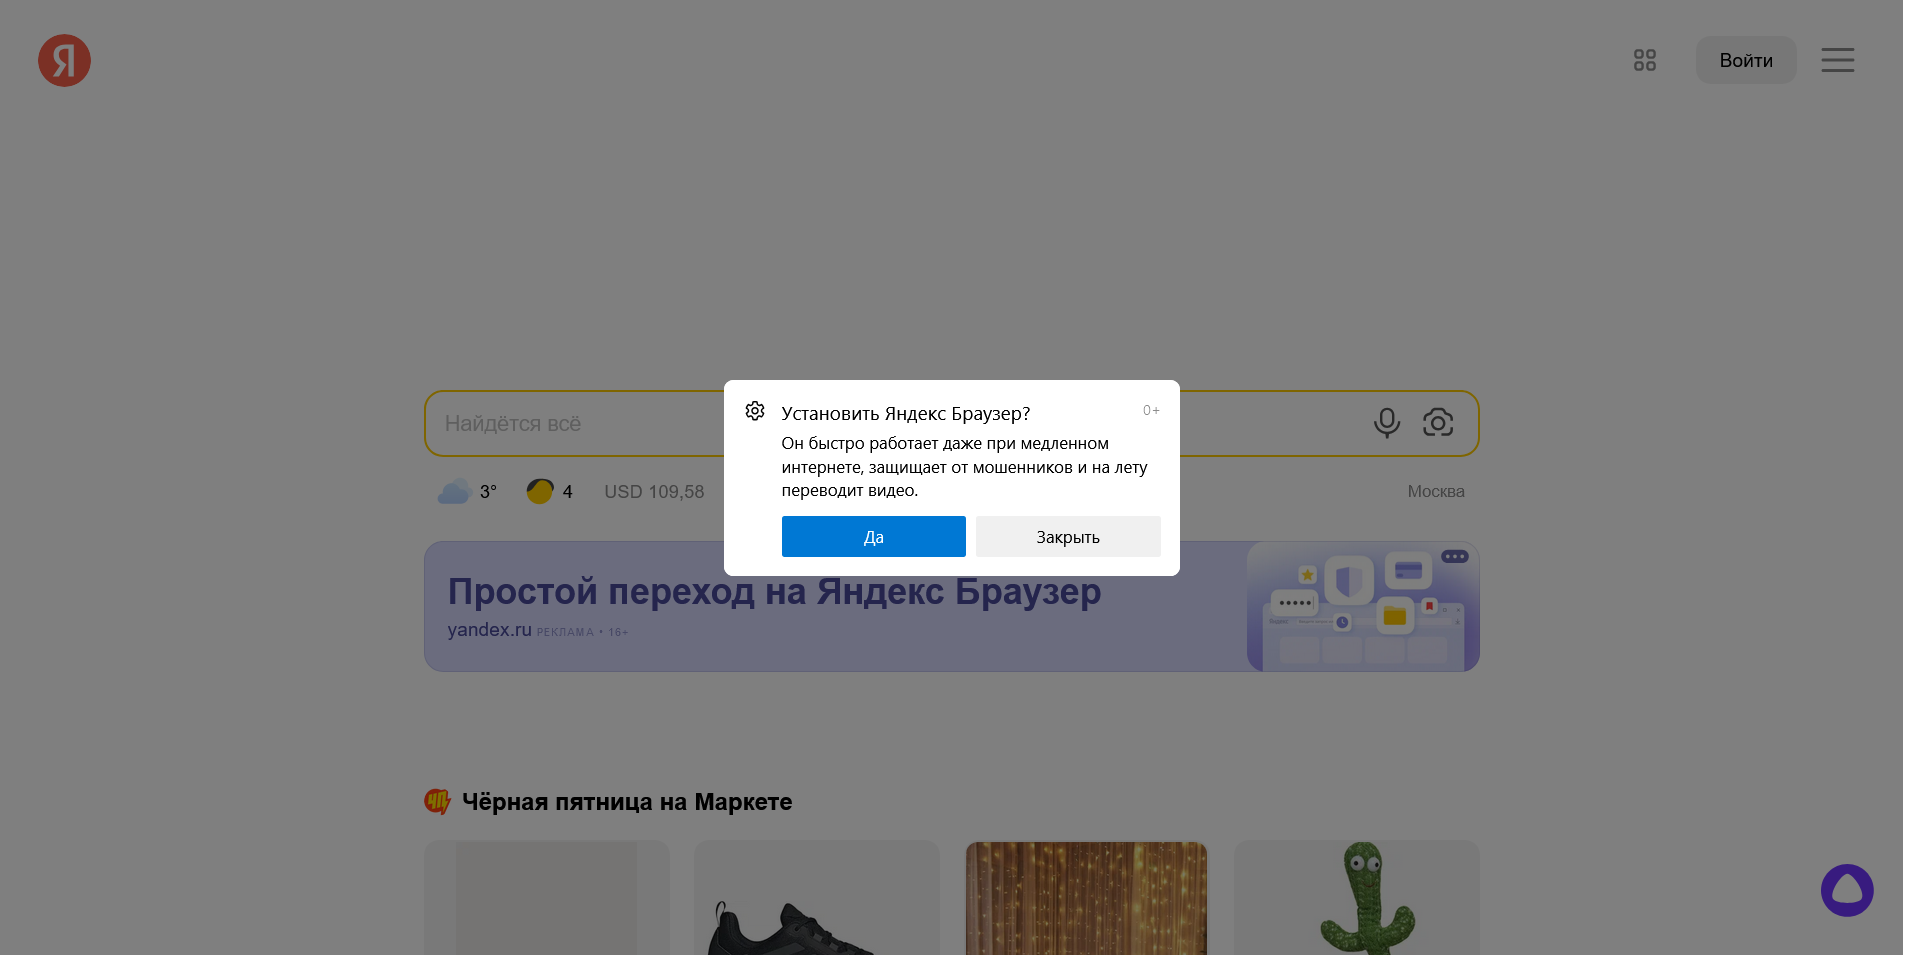 Я
Войти
Найдётся всё
3°
4
USD 109,58
Москва
Установить Яндекс Браузер?
0+
Он быстро работает даже при медленном
интернете, защищает от мошенников и на лету
переводит видео.
Да
Закрыть
Простой переход на Яндекс Браузер
yandex.ru РЕКЛАМА • 16+
ЧП
Чёрная пятница на Маркете